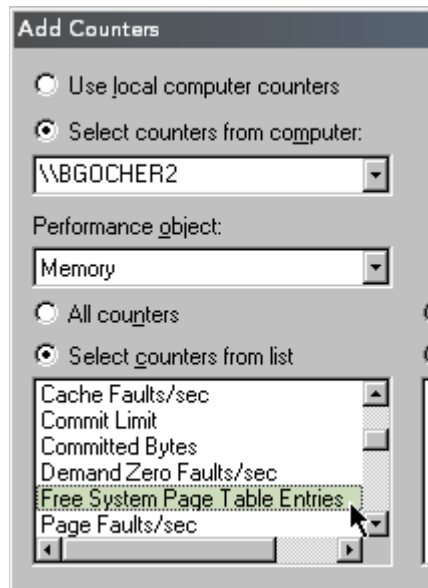 Add Counters
Use local computer counters
Select counters from computer:
\\BGOCHER2
Performance object:
Memory
All counters
Select counters from list
Cache Faults/sec
Commit Limit
Committed Bytes
Demand Zero Faults/sec
Free System Page Table Entries
Page Faults/sec